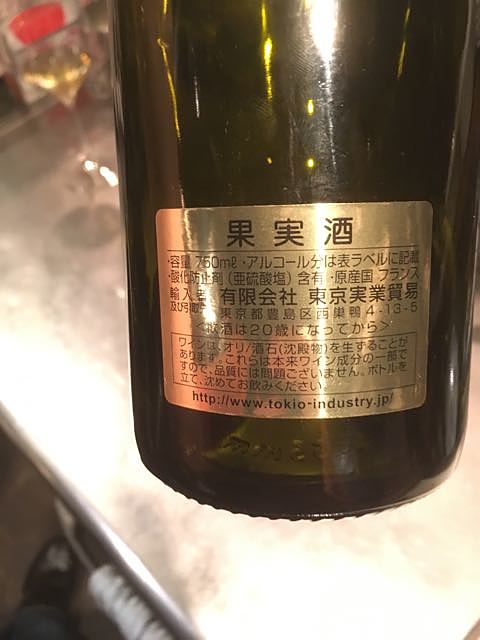 果実酒
・容量 750mℓ ・アルコール分は表ラベルに記載
・酸化防止剤（亜硫酸塩）含有 ・原産国 フランス
輸入者 有限会社 東京実業貿易
及び引取先 東京都豊島区西巣鴨4-13-5
＜飲酒は20歳になってから＞
ワインは、オリ/酒石(沈殿物)を生ずることが
あります。これらは本来ワイン成分の一部で
すので、品質には問題ございません。ボトルを
立て、沈めてお飲みください。
http://www.tokio-industry.jp/